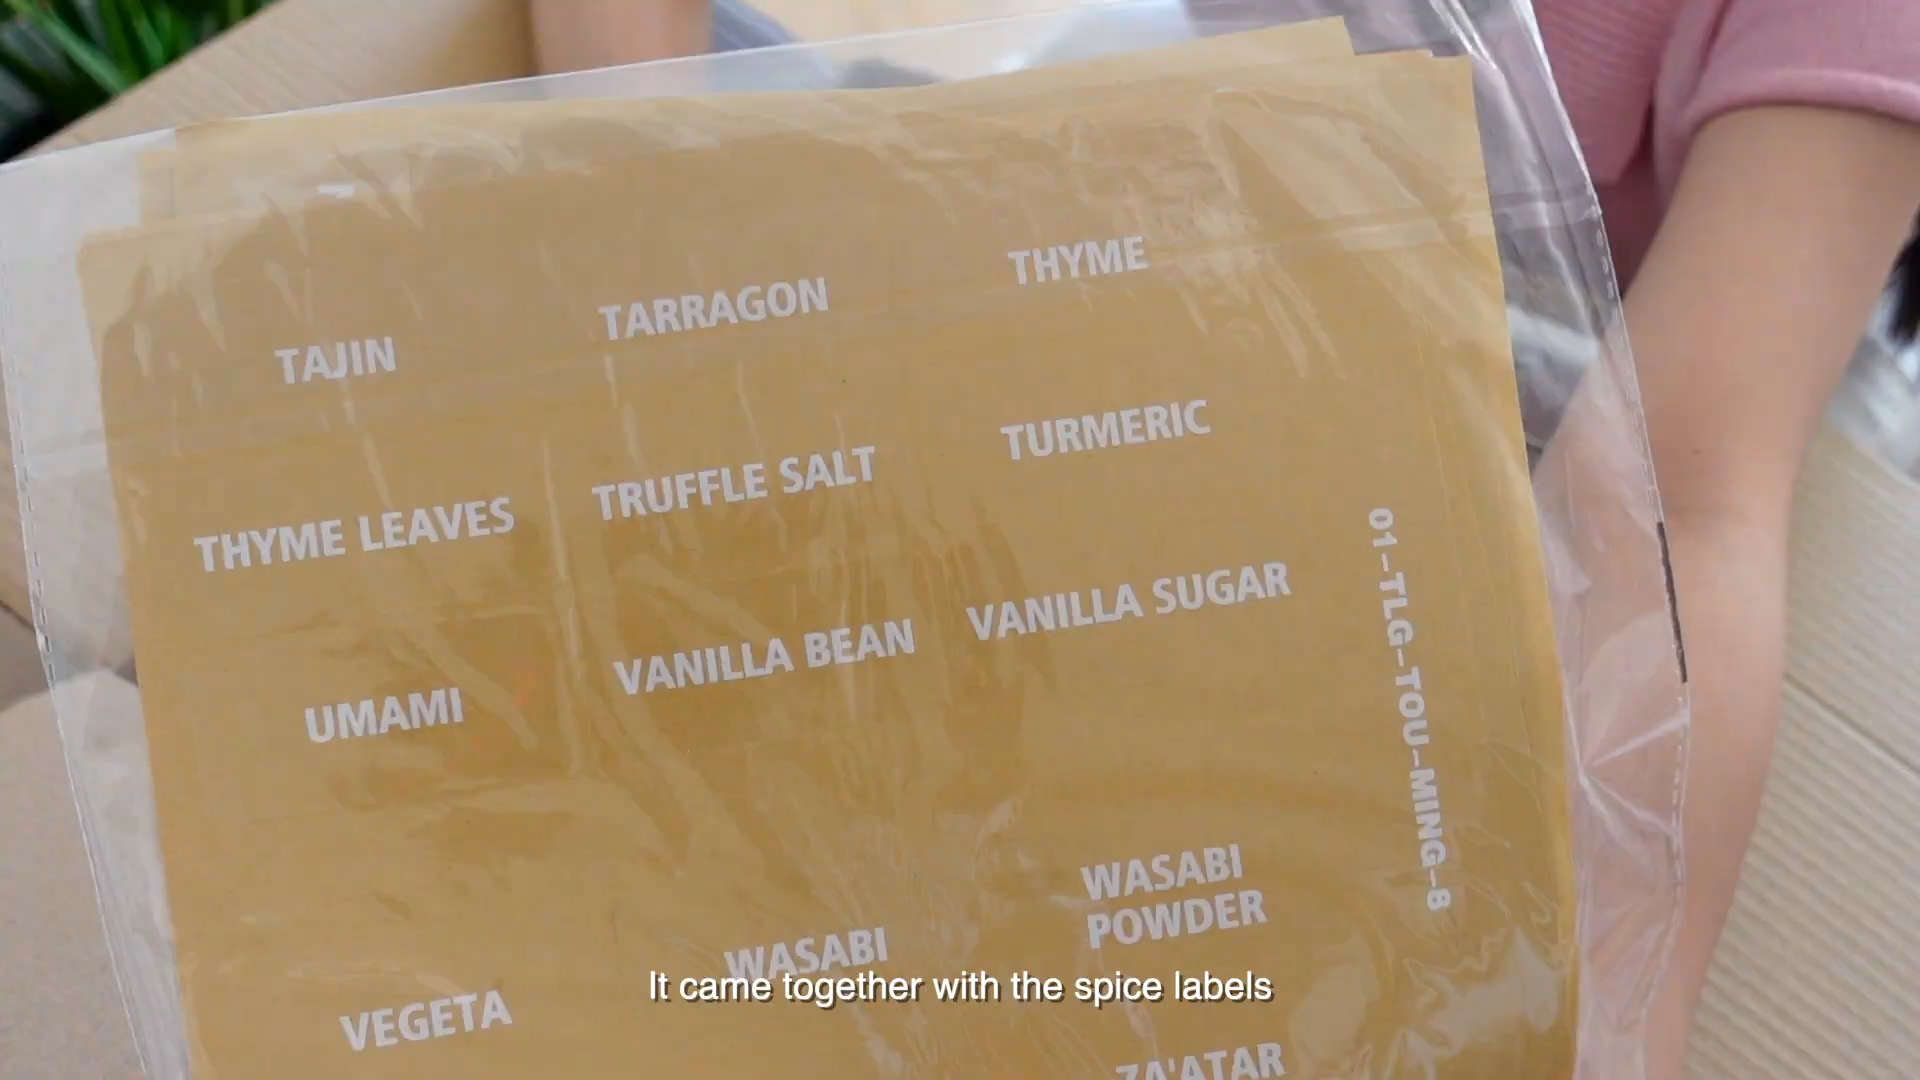 TAJIN
TARRAGON
THYME
THYME LEAVES
TRUFFLE SALT
TURMERIC
UMAMI
VANILLA BEAN
VANILLA SUGAR
VEGETA
WASABI
WASABI
POWDER
ZA'ATAR
01-TLG-TOU-MING-8
It came together with the spice labels